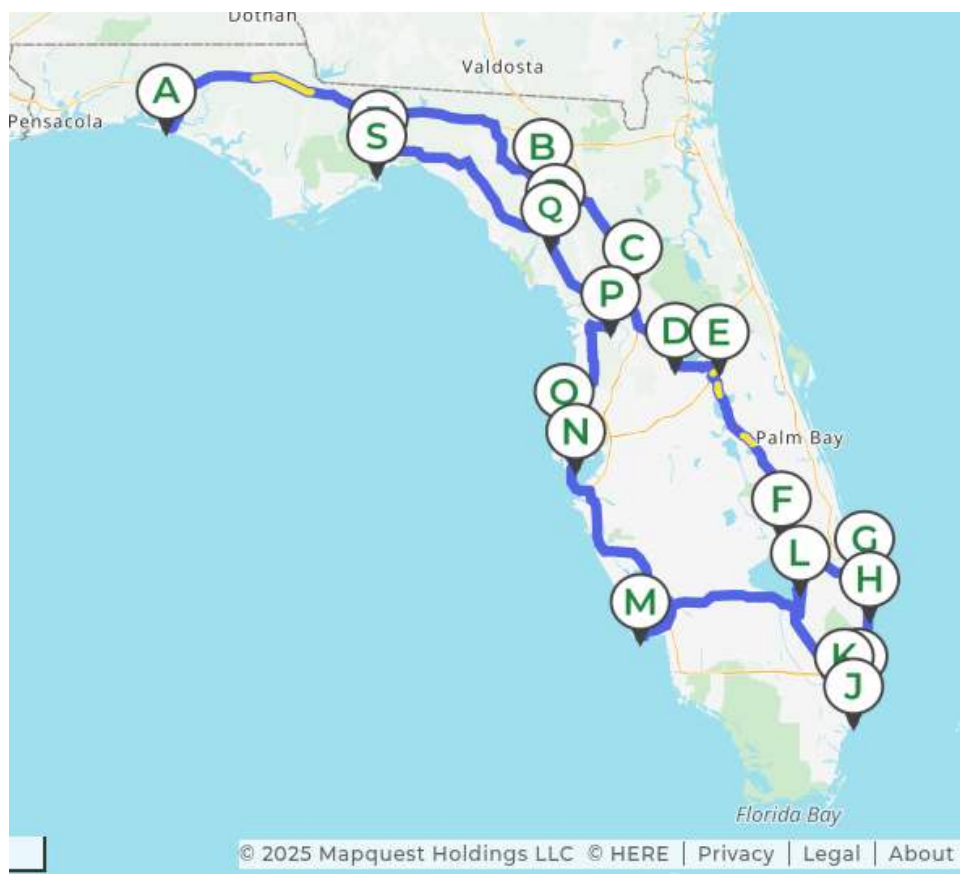 Dothan
Valdosta
A
Pensacola
S
B
Q
C
P
D
E
O
N
Palm Bay
F
G
L
H
M
K
J
Florida Bay
© 2025 Mapquest Holdings LLC © HERE | Privacy | Legal | About